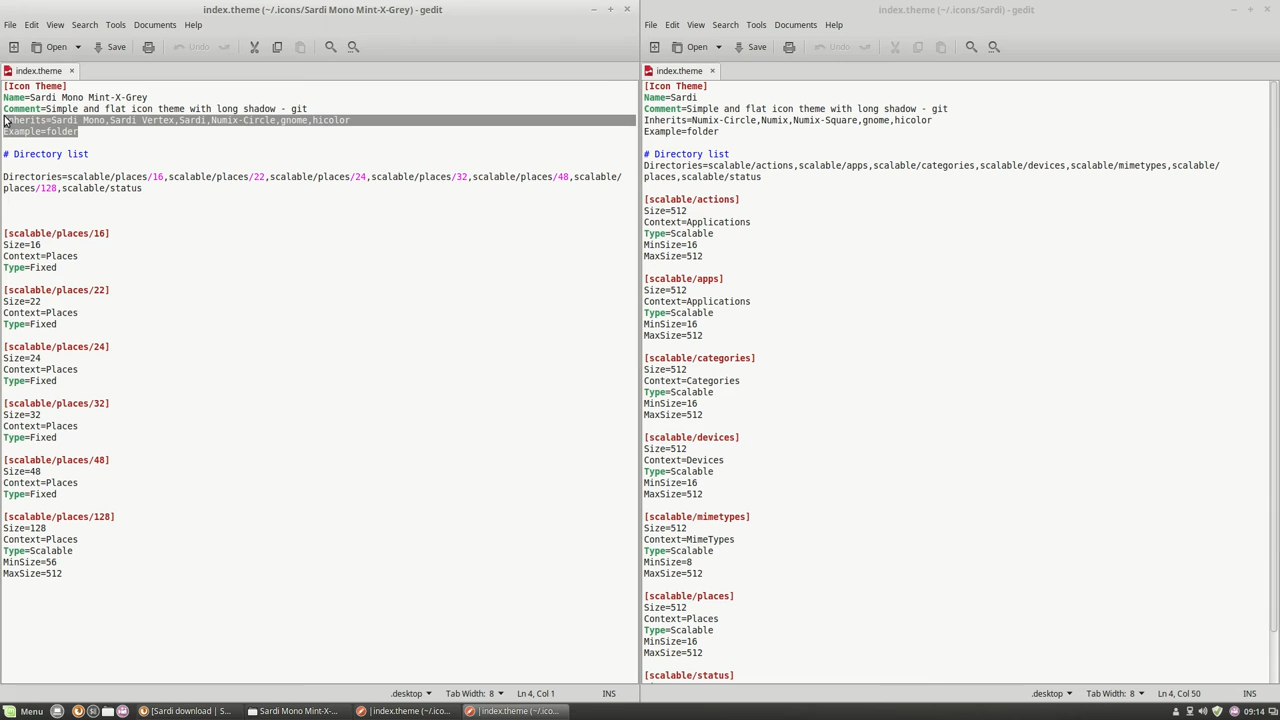 index.theme (~/.icons/Sardi Mono Mint-X-Grey) - gedit
File Edit View Search Tools Documents Help
Open Save Undo
index.theme ×
[Icon Theme]
Name=Sardi Mono Mint-X-Grey
Comment=Simple and flat icon theme with long shadow - git
Inherits=Sardi Mono,Sardi Vertex,Sardi,Numix-Circle,gnome,hicolor
Example=folder
# Directory list
Directories=scalable/places/16,scalable/places/22,scalable/places/24,scalable/places/32,scalable/places/48,scalable/
places/128,scalable/status
[scalable/places/16]
Size=16
Context=Places
Type=Fixed
[scalable/places/22]
Size=22
Context=Places
Type=Fixed
[scalable/places/24]
Size=24
Context=Places
Type=Fixed
[scalable/places/32]
Size=32
Context=Places
Type=Fixed
[scalable/places/48]
Size=48
Context=Places
Type=Fixed
[scalable/places/128]
Size=128
Context=Places
Type=Scalable
MinSize=56
MaxSize=512
.desktop Tab Width: 8 Ln 4, Col 1 INS
index.theme (~/.icons/Sardi) - gedit
File Edit View Search Tools Documents Help
Open Save Undo
index.theme ×
[Icon Theme]
Name=Sardi
Comment=Simple and flat icon theme with long shadow - git
Inherits=Numix-Circle,Numix,Numix-Square,gnome,hicolor
Example=folder
# Directory list
Directories=scalable/actions,scalable/apps,scalable/categories,scalable/devices,scalable/mimetypes,scalable/
places,scalable/status
[scalable/actions]
Size=512
Context=Applications
Type=Scalable
MinSize=16
MaxSize=512
[scalable/apps]
Size=512
Context=Applications
Type=Scalable
MinSize=16
MaxSize=512
[scalable/categories]
Size=512
Context=Categories
Type=Scalable
MinSize=16
MaxSize=512
[scalable/devices]
Size=512
Context=Devices
Type=Scalable
MinSize=16
MaxSize=512
[scalable/mimetypes]
Size=512
Context=MimeTypes
Type=Scalable
MinSize=8
MaxSize=512
[scalable/places]
Size=512
Context=Places
Type=Scalable
MinSize=16
MaxSize=512
[scalable/status]
.desktop Tab Width: 8 Ln 4, Col 50 INS
Menu [Sardi download | S... Sardi Mono Mint-X-... [index.theme (~/.ico... [index.theme (~/.ico... 09:14